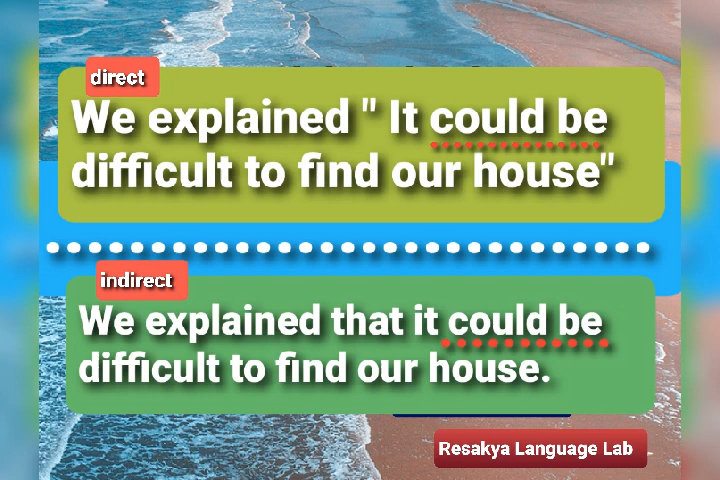 direct
We explained " It could be
difficult to find our house"
indirect
We explained that it could be
difficult to find our house.
Resakya Language Lab